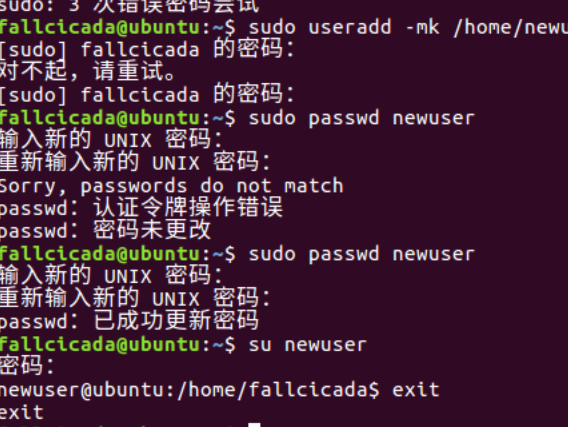 sudo: 3 次错误密码尝试
fallcicada@ubuntu:~$ sudo useradd -mk /home/newu
[sudo] fallcicada 的密码：
对不起，请重试。
[sudo] fallcicada 的密码：
fallcicada@ubuntu:~$ sudo passwd newuser
输入新的 UNIX 密码：
重新输入新的 UNIX 密码：
Sorry, passwords do not match
passwd：认证令牌操作错误
passwd：密码未更改
fallcicada@ubuntu:~$ sudo passwd newuser
输入新的 UNIX 密码：
重新输入新的 UNIX 密码：
passwd：已成功更新密码
fallcicada@ubuntu:~$ su newuser
密码：
newuser@ubuntu:/home/fallcicada$ exit
exit